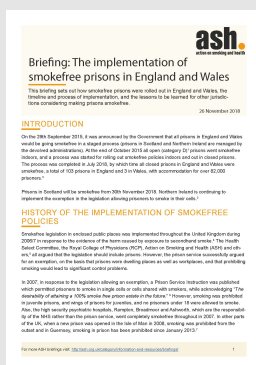 ash.
action on smoking and health
Briefing: The implementation of
smokefree prisons in England and Wales
This briefing sets out how smokefree prisons were rolled out in England and Wales, the
timeline and process of implementation, and the lessons to be learned for other jurisdic-
tions considering making prisons smokefree.
26 November 2018
INTRODUCTION
On the 29th September 2015, it was announced by the Government that all prisons in England and Wales
would be going smokefree in a staged process (prisons in Scotland and Northern Ireland are managed by
the devolved administrations). At the end of October 2015 all open (category D) prisons went smokefree
indoors, and a process was started for rolling out smokefree policies indoors and out in closed prisons.
The process was completed in July 2018, by which time all closed prisons in England and Wales were
smokefree, a total of 103 prisons in England and 3 in Wales, with accommodation for over 82,000
prisoners.
Prisons in Scotland will be smokefree from 30th November 2018. Northern Ireland is continuing to
implement the exemption in the legislation allowing prisoners to smoke in their cells.
HISTORY OF THE IMPLEMENTATION OF SMOKEFREE
POLICIES
Smokefree legislation in enclosed public places was implemented throughout the United Kingdom during
2006/7 in response to the evidence of the harm caused by exposure to secondhand smoke. The Health
Select Committee, the Royal College of Physicians (RCP), Action on Smoking and Health (ASH) and oth-
ers, all argued that the legislation should include prisons. However, the prison service successfully argued
for an exemption, on the basis that prisons were dwelling places as well as workplaces, and that prohibiting
smoking would lead to significant control problems.
In 2007, in response to the legislation allowing an exemption, a Prison Service Instruction was published
which permitted prisoners to smoke in single cells or cells shared with smokers, while acknowledging "The
desirability of attaining a 100% smoke free prison estate in the future." However, smoking was prohibited
in juvenile prisons, and wings of prisons for juveniles, and no prisoners under 18 were allowed to smoke.
Also, the high security psychiatric hospitals, Rampton, Broadmoor and Ashworth, which are the responsibil-
ity of the NHS rather than the prison service, went completely smokefree throughout in 2007. In other parts
of the UK, when a new prison was opened in the Isle of Man in 2008, smoking was prohibited from the
outset and in Guernsey, smoking in prison has been prohibited since January 2013.
For more ASH briefings visit: http://ash.org.uk/category/information-and-resources/briefings/ 1